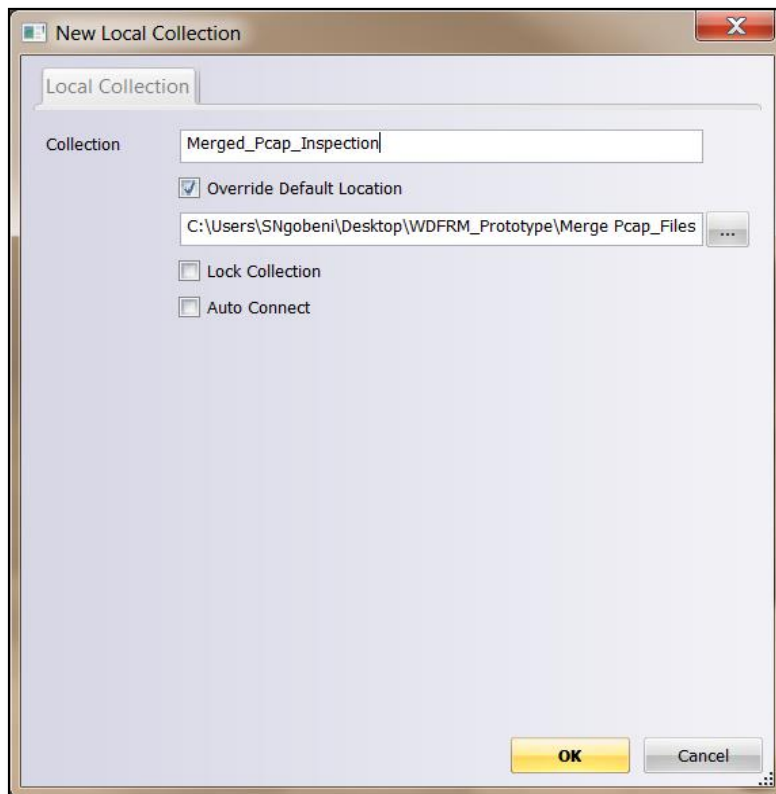 New Local Collection
Local Collection
Collection
Merged_Pcap_Inspection
Override Default Location
C:\Users\SNgobeni\Desktop\WDFRM_Prototype\Merge Pcap_Files
...
Lock Collection
Auto Connect
OK
Cancel